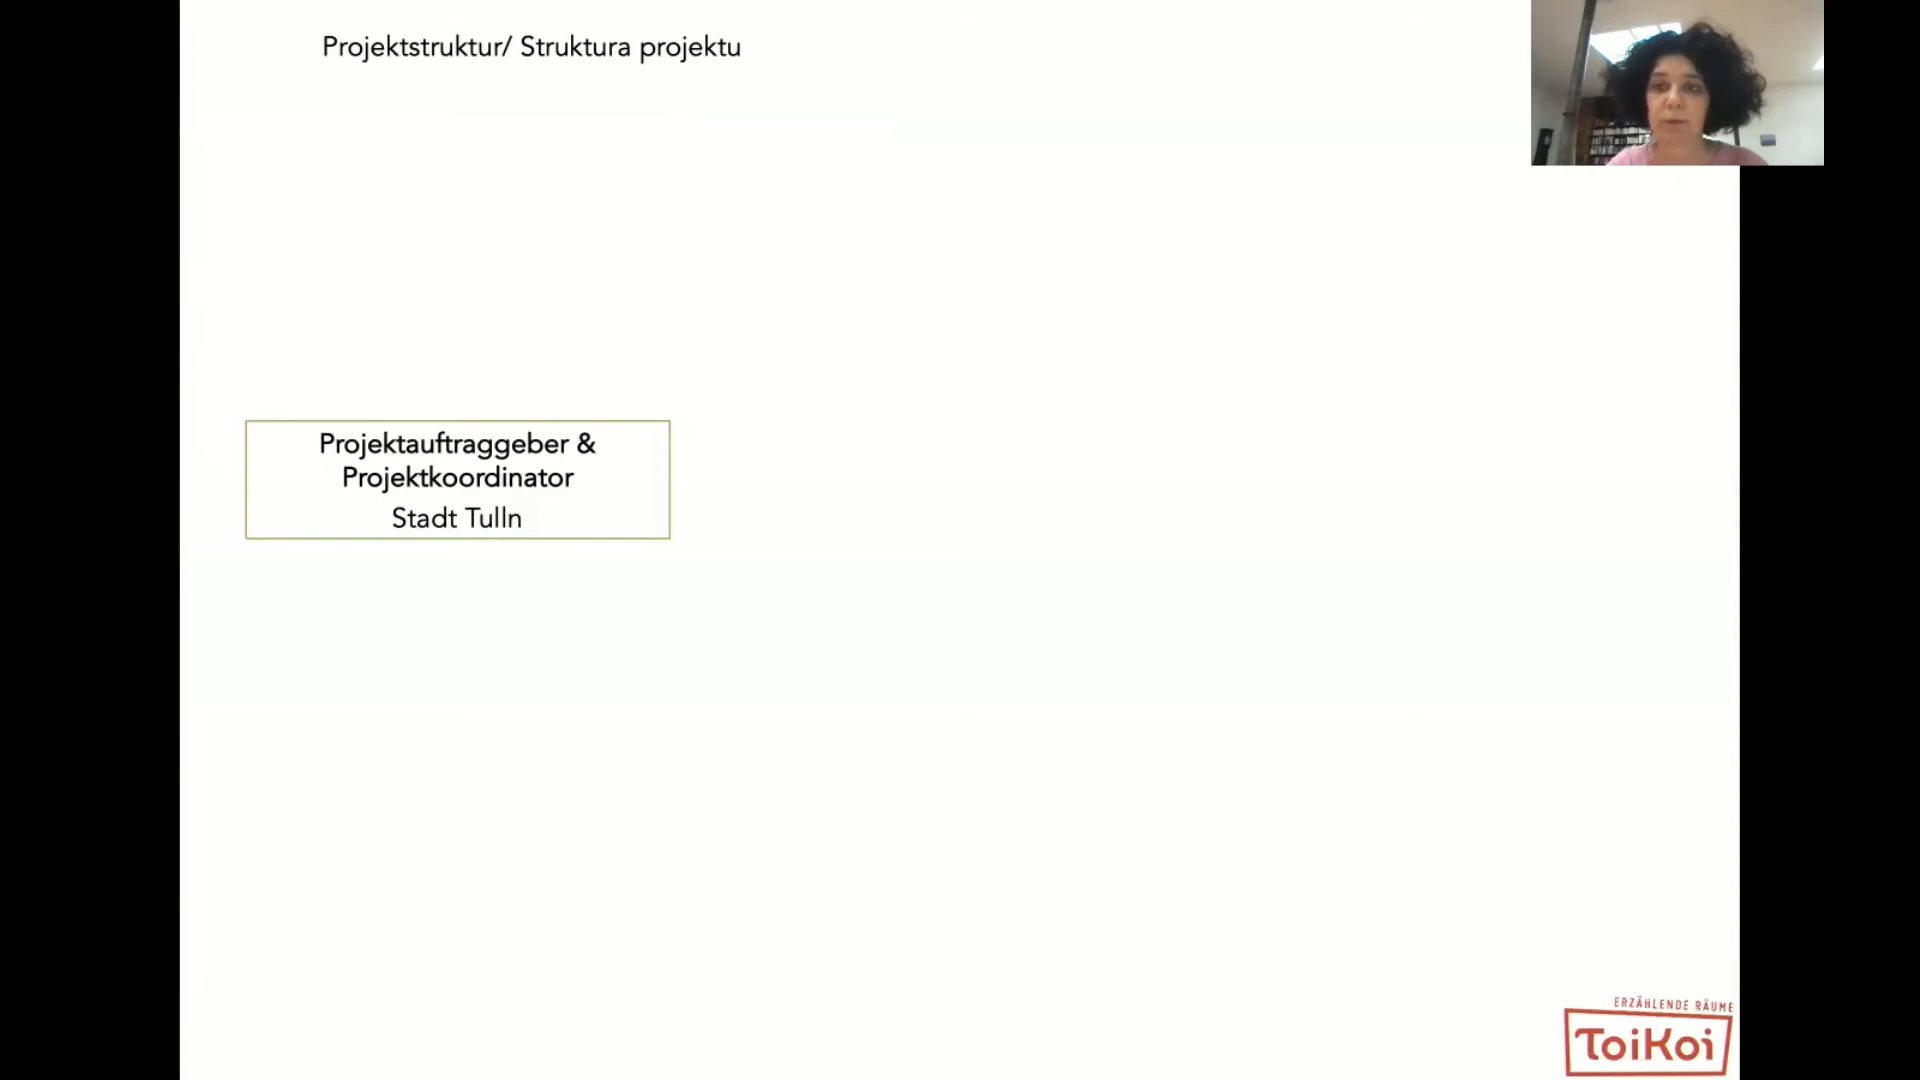 Projektstruktur/ Struktura projektu
Projektauftraggeber &
Projektkoordinator
Stadt Tulln
ERZÄHLENDE RÄUME
ToiKoi